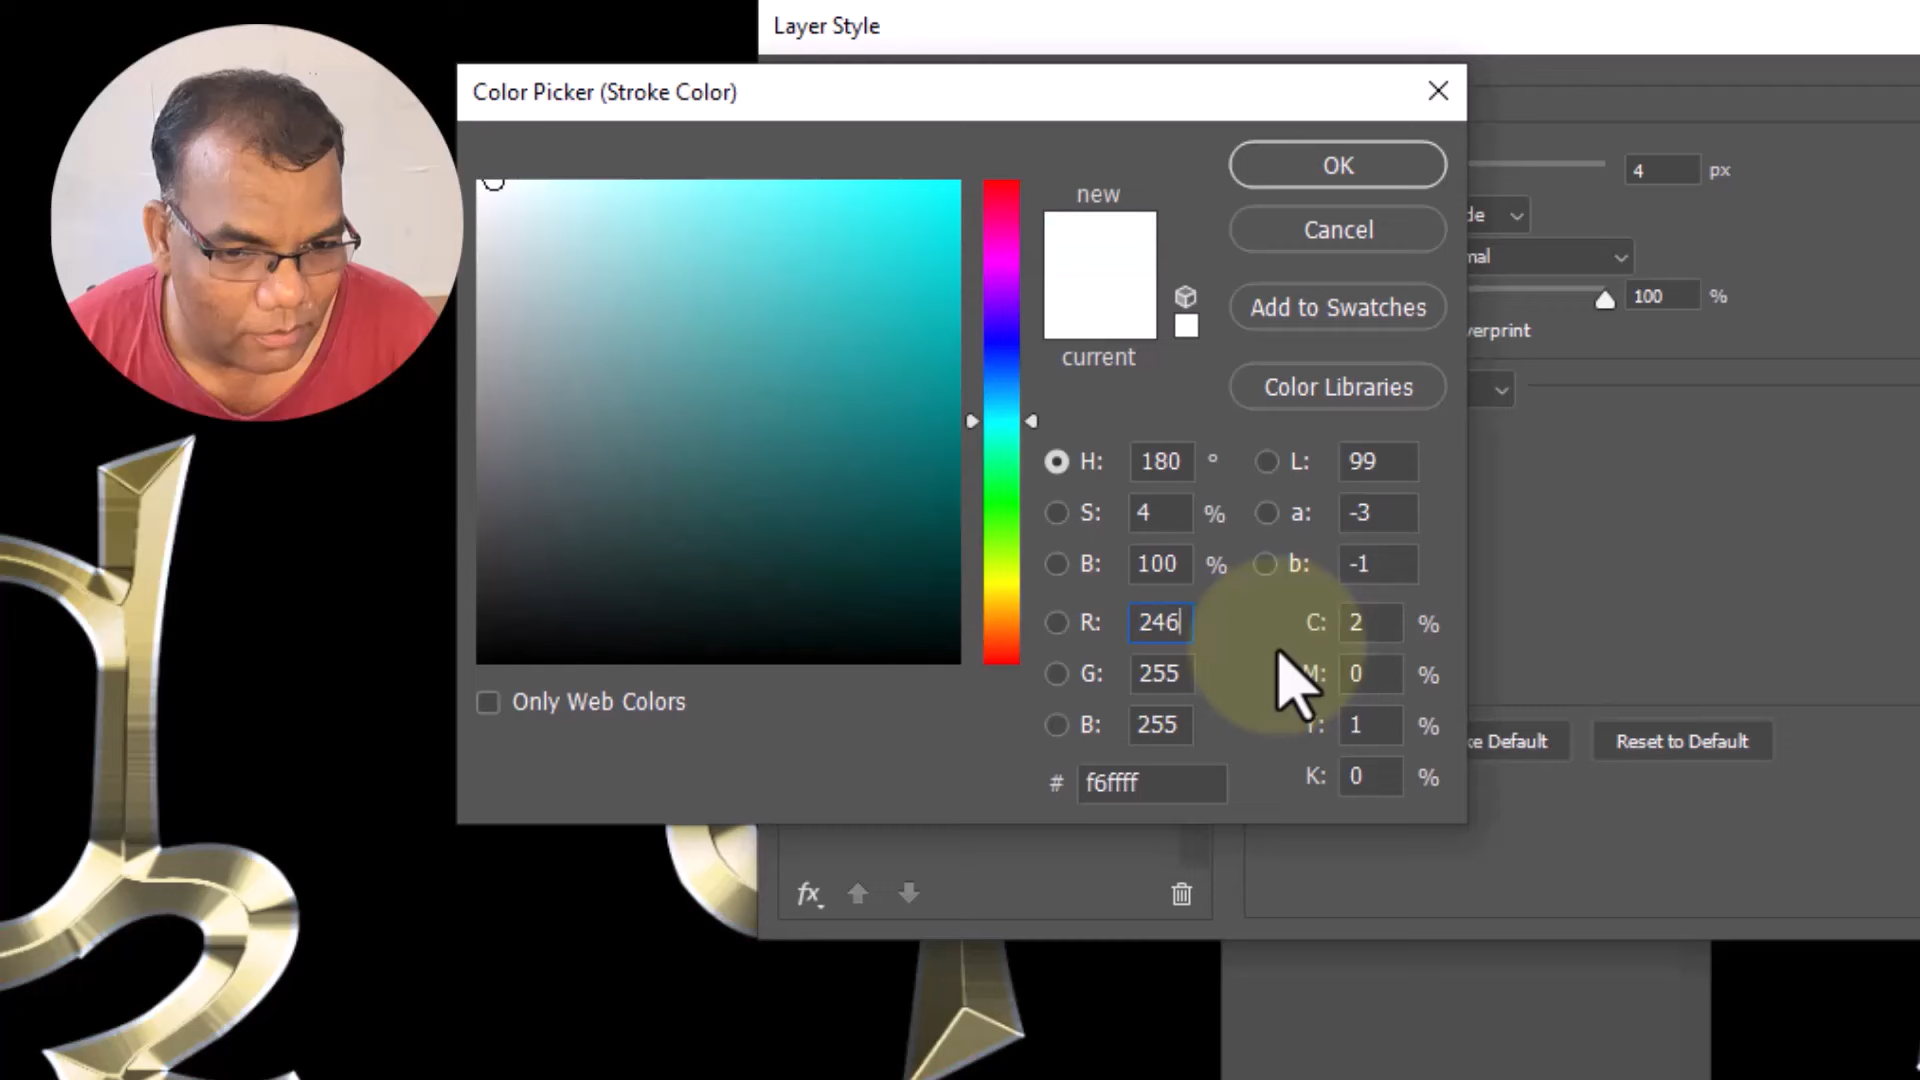 Layer Style
Color Picker (Stroke Color)
OK
4 px
new
Cancel
100 %
Add to Swatches
current
Color Libraries
H: 180 ° L: 99
S: 4 % a: -3
B: 100 % b: -1
R: 246 C: 2 %
G: 255 M: 0 %
B: 255 1 %
Only Web Colors
Default Reset to Default
# f6ffff K: 0 %
fx